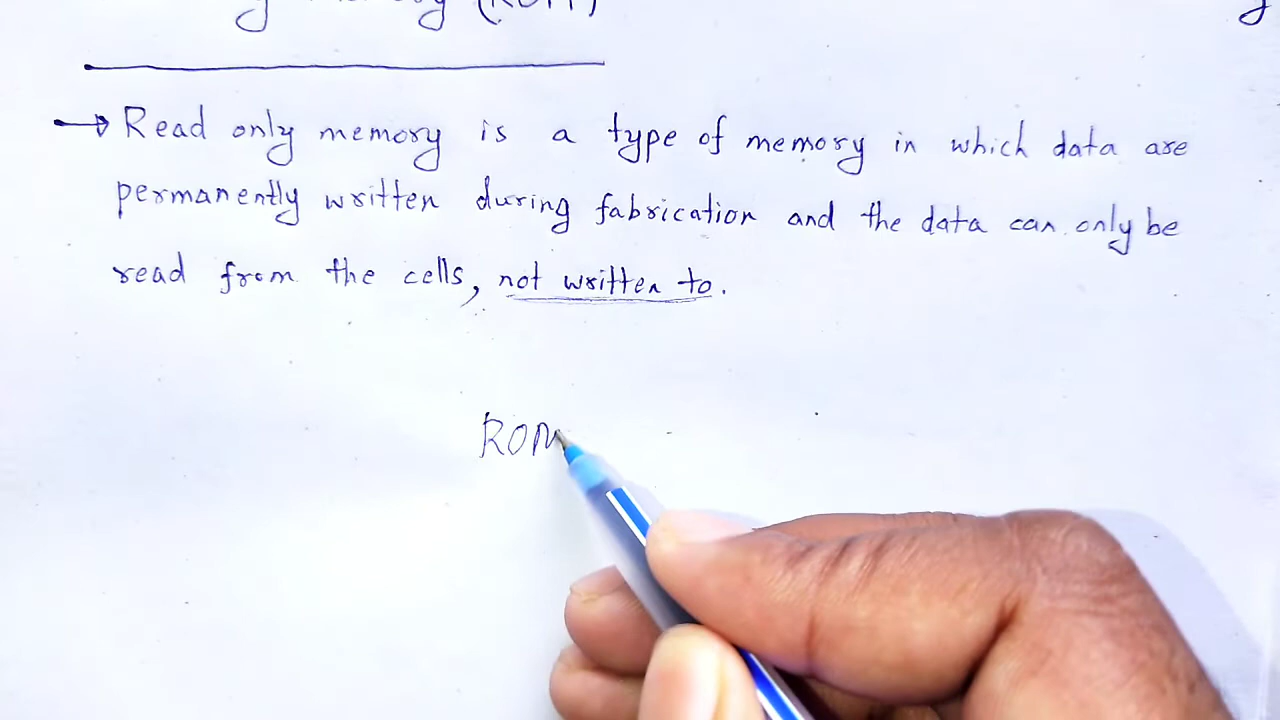 Read only memory is a type of memory in which data are
permanently written during fabrication and the data can only be
read from the cells, not written to.
ROM